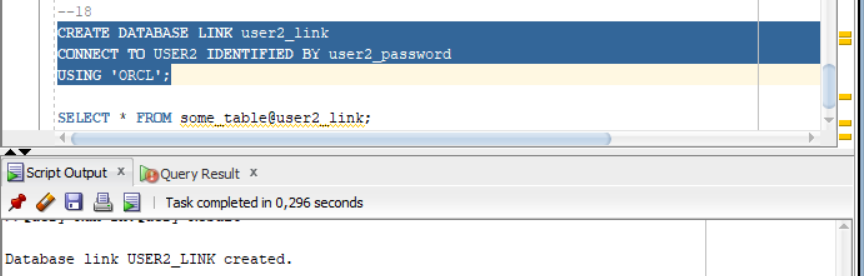 --18
CREATE DATABASE LINK user2_link
CONNECT TO USER2 IDENTIFIED BY user2_password
USING 'ORCL';
SELECT * FROM some_table@user2_link;
Script Output x Query Result x
Task completed in 0,296 seconds
Database link USER2_LINK created.